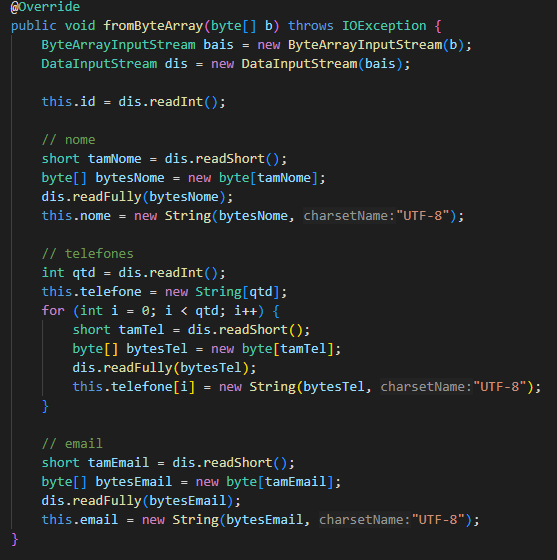 @Override
public void fromByteArray(byte[] b) throws IOException {
    ByteArrayInputStream bais = new ByteArrayInputStream(b);
    DataInputStream dis = new DataInputStream(bais);

    this.id = dis.readInt();

    // nome
    short tamNome = dis.readShort();
    byte[] bytesNome = new byte[tamNome];
    dis.readFully(bytesNome);
    this.nome = new String(bytesNome, charsetName:"UTF-8");

    // telefones
    int qtd = dis.readInt();
    this.telefone = new String[qtd];
    for (int i = 0; i < qtd; i++) {
        short tamTel = dis.readShort();
        byte[] bytesTel = new byte[tamTel];
        dis.readFully(bytesTel);
        this.telefone[i] = new String(bytesTel, charsetName:"UTF-8");
    }

    // email
    short tamEmail = dis.readShort();
    byte[] bytesEmail = new byte[tamEmail];
    dis.readFully(bytesEmail);
    this.email = new String(bytesEmail, charsetName:"UTF-8");
}